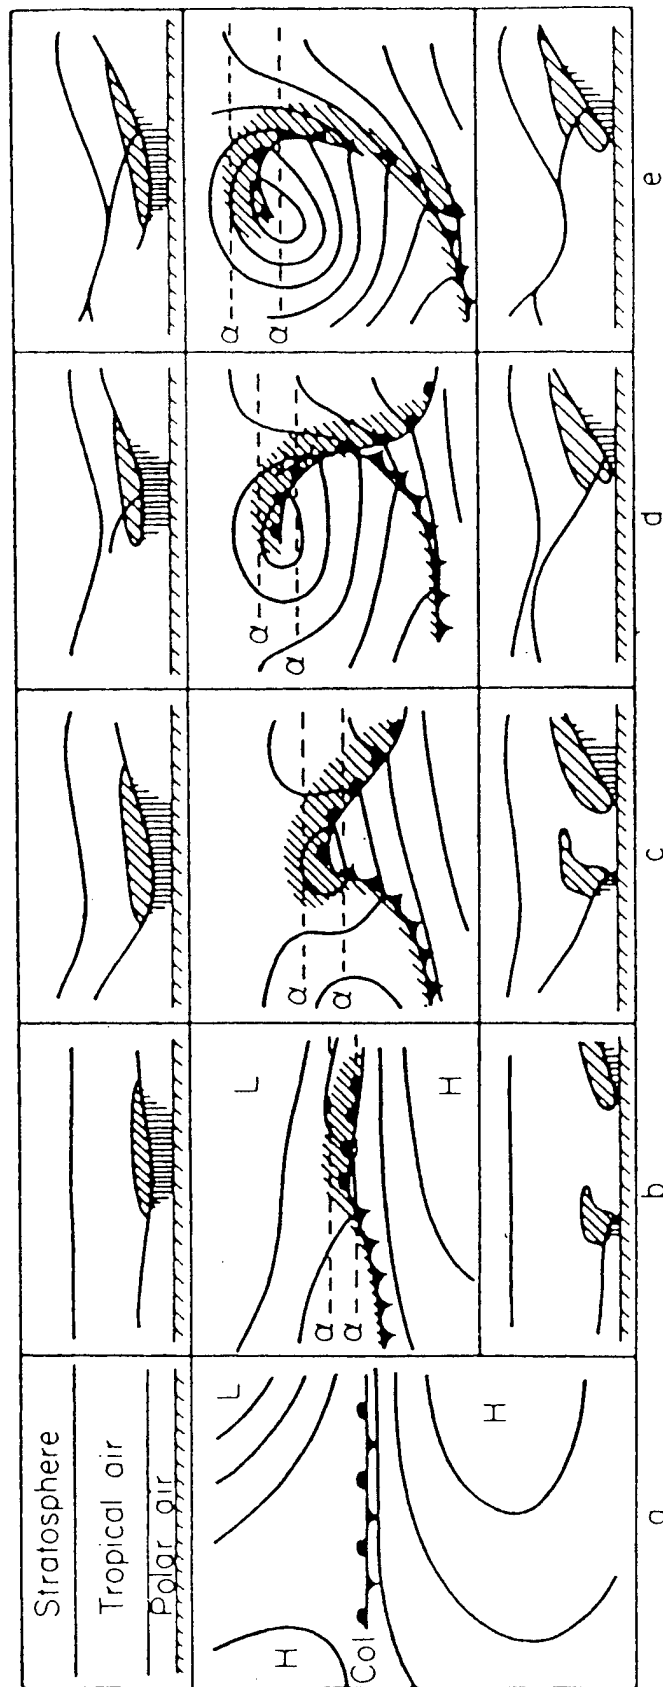 Stratosphere
Tropical air
Polar air
H
L
Col
H
a
L
α
α
H
b
α
α
c
α
α
d
α
α
e